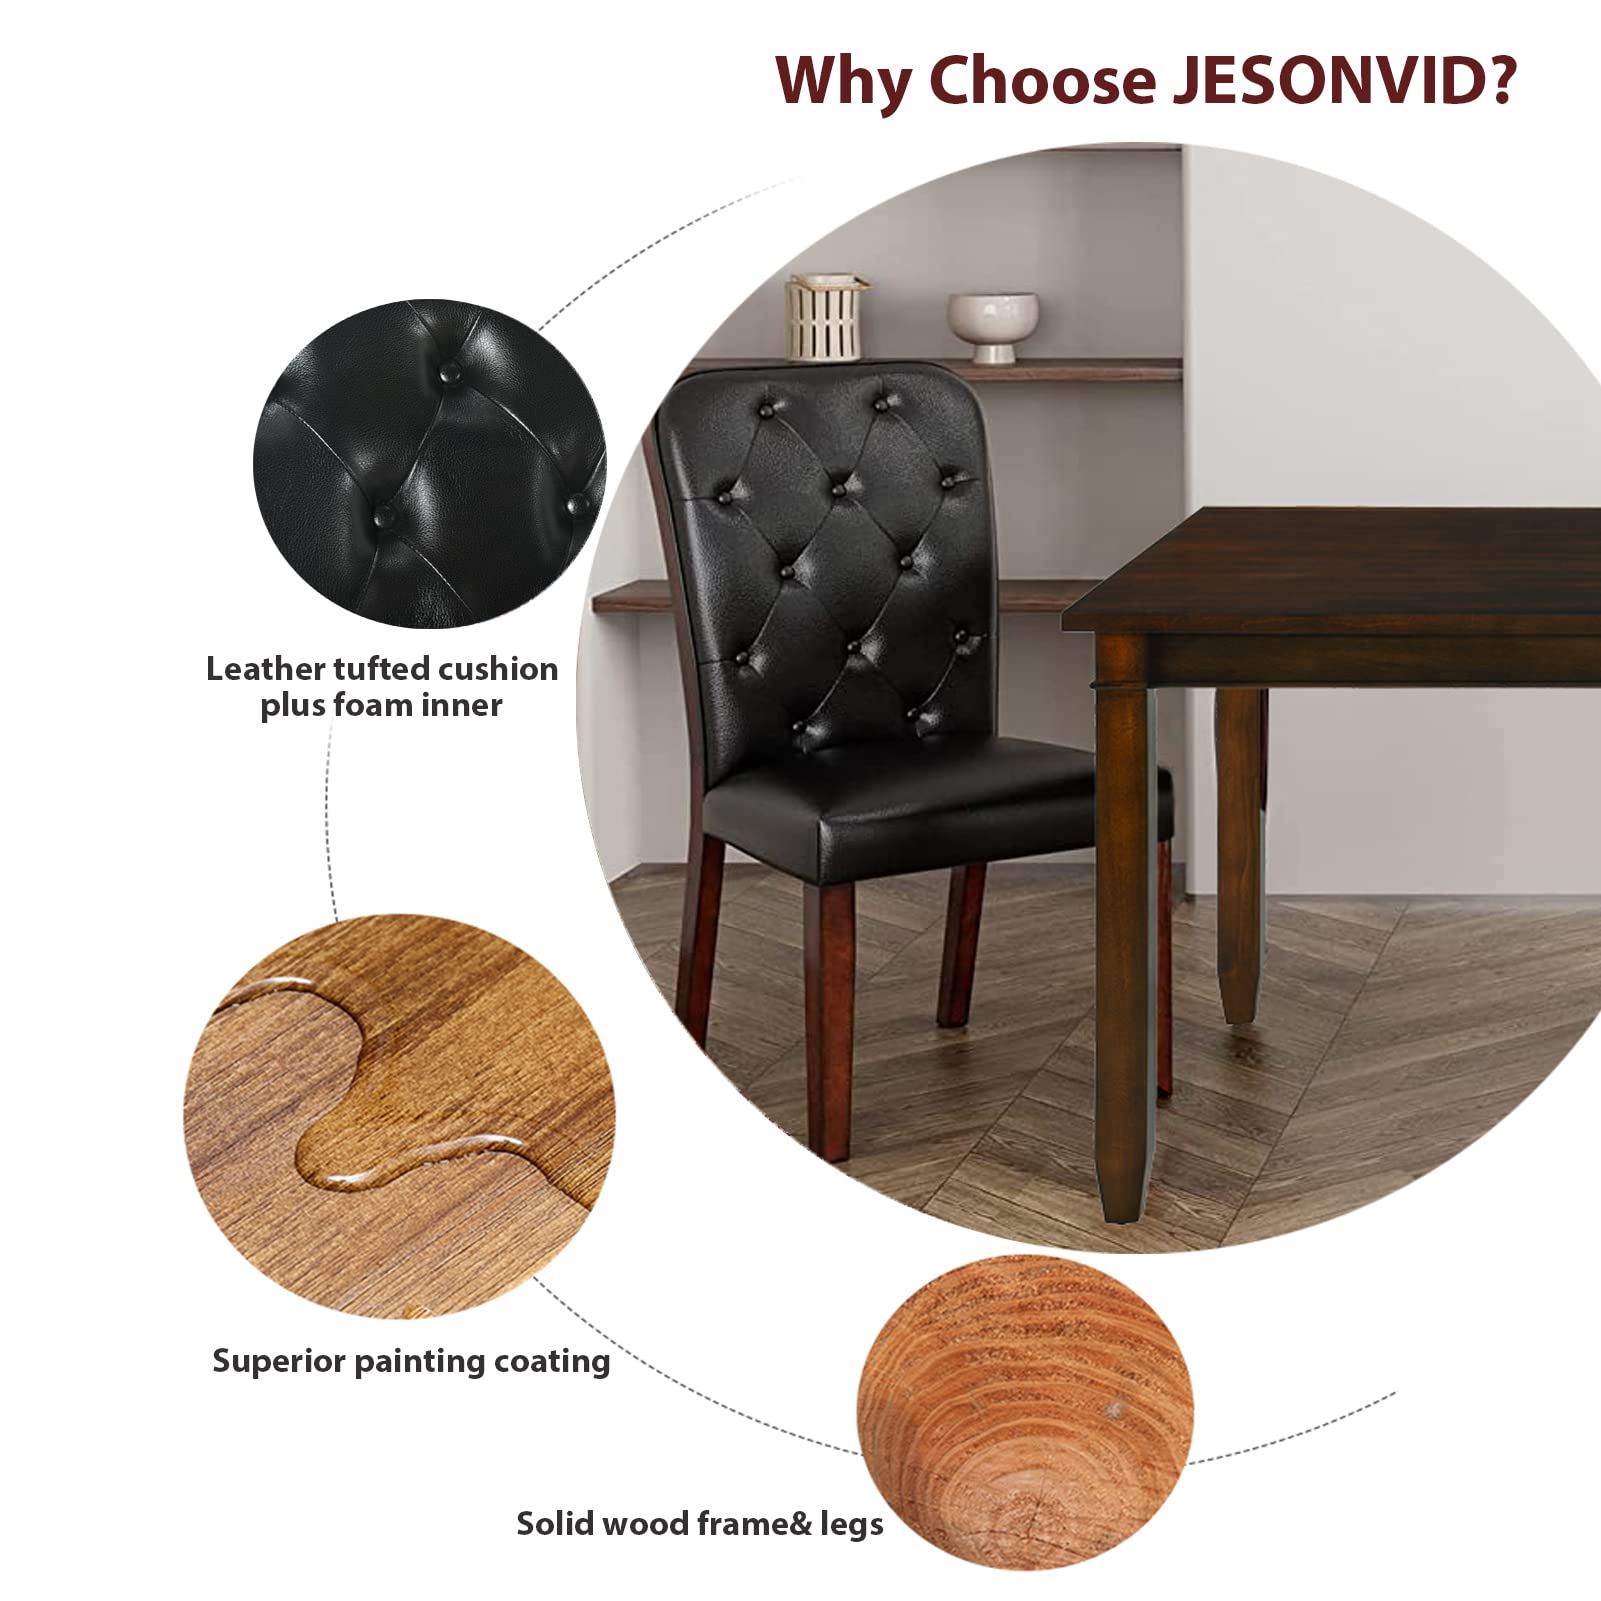 Why Choose JESONVID?
Leather tufted cushion
plus foam inner
Superior painting coating
Solid wood frame& legs